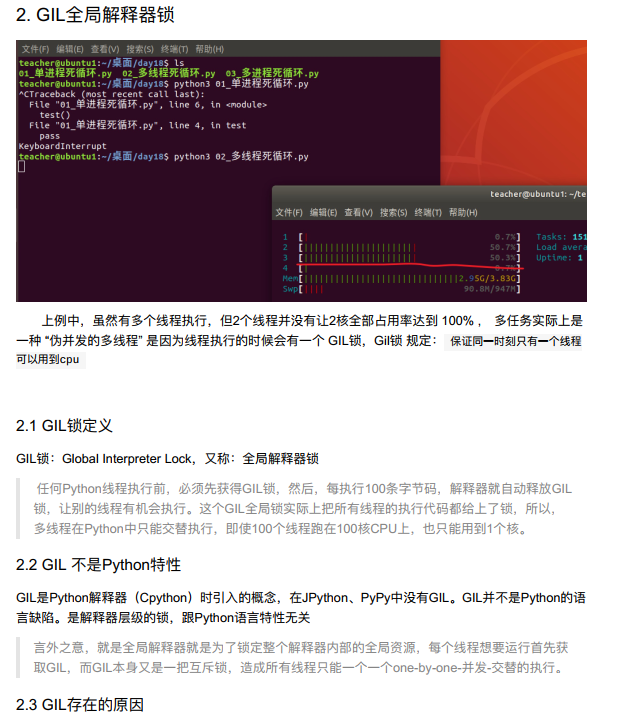 2. GIL全局解释器锁
文件(F) 编辑(E) 查看(V) 搜索(S) 终端(T) 帮助(H)
teacher@ubuntu1:~/桌面/day18$ ls
01_单进程死循环.py 02_多线程死循环.py 03_多进程死循环.py
teacher@ubuntu1:~/桌面/day18$ python3 01_单进程死循环.py
^CTraceback (most recent call last):
File "01_单进程死循环.py", line 6, in <module>
test()
File "01_单进程死循环.py", line 4, in test
pass
KeyboardInterrupt
teacher@ubuntu1:~/桌面/day18$ python3 02_多线程死循环.py
teacher@ubuntu1: ~/te
文件(F) 编辑(E) 查看(V) 搜索(S) 终端(T) 帮助(H)
1 [ 0.7%] Tasks: 151
2 [||||||||||||||||||||| 50.7%] Load avera
3 [||||||||||||||||||||| 50.3%] Uptime: 1
4 [ 0.7%]
Mem[|||||||||||||||||||||||||||||2.95G/3.83G]
Swp[|||| 90.8M/947M]
上例中，虽然有多个线程执行，但2个线程并没有让2核全部占用率达到 100% ， 多任务实际上是
一种 “伪并发的多线程” 是因为线程执行的时候会有一个 GIL锁，Gil锁 规定： 保证同一时刻只有一个线程
可以用到cpu
2.1 GIL锁定义
GIL锁：Global Interpreter Lock，又称：全局解释器锁
任何Python线程执行前，必须先获得GIL锁，然后，每执行100条字节码，解释器就自动释放GIL
锁，让别的线程有机会执行。这个GIL全局锁实际上把所有线程的执行代码都给上了锁，所以，
多线程在Python中只能交替执行，即使100个线程跑在100核CPU上，也只能用到1个核。
2.2 GIL 不是Python特性
GIL是Python解释器（Cpython）时引入的概念，在JPython、PyPy中没有GIL。GIL并不是Python的语
言缺陷。是解释器层级的锁，跟Python语言特性无关
言外之意，就是全局解释器就是为了锁定整个解释器内部的全局资源，每个线程想要运行首先获
取GIL，而GIL本身又是一把互斥锁，造成所有线程只能一个一个one-by-one-并发-交替的执行。
2.3 GIL存在的原因